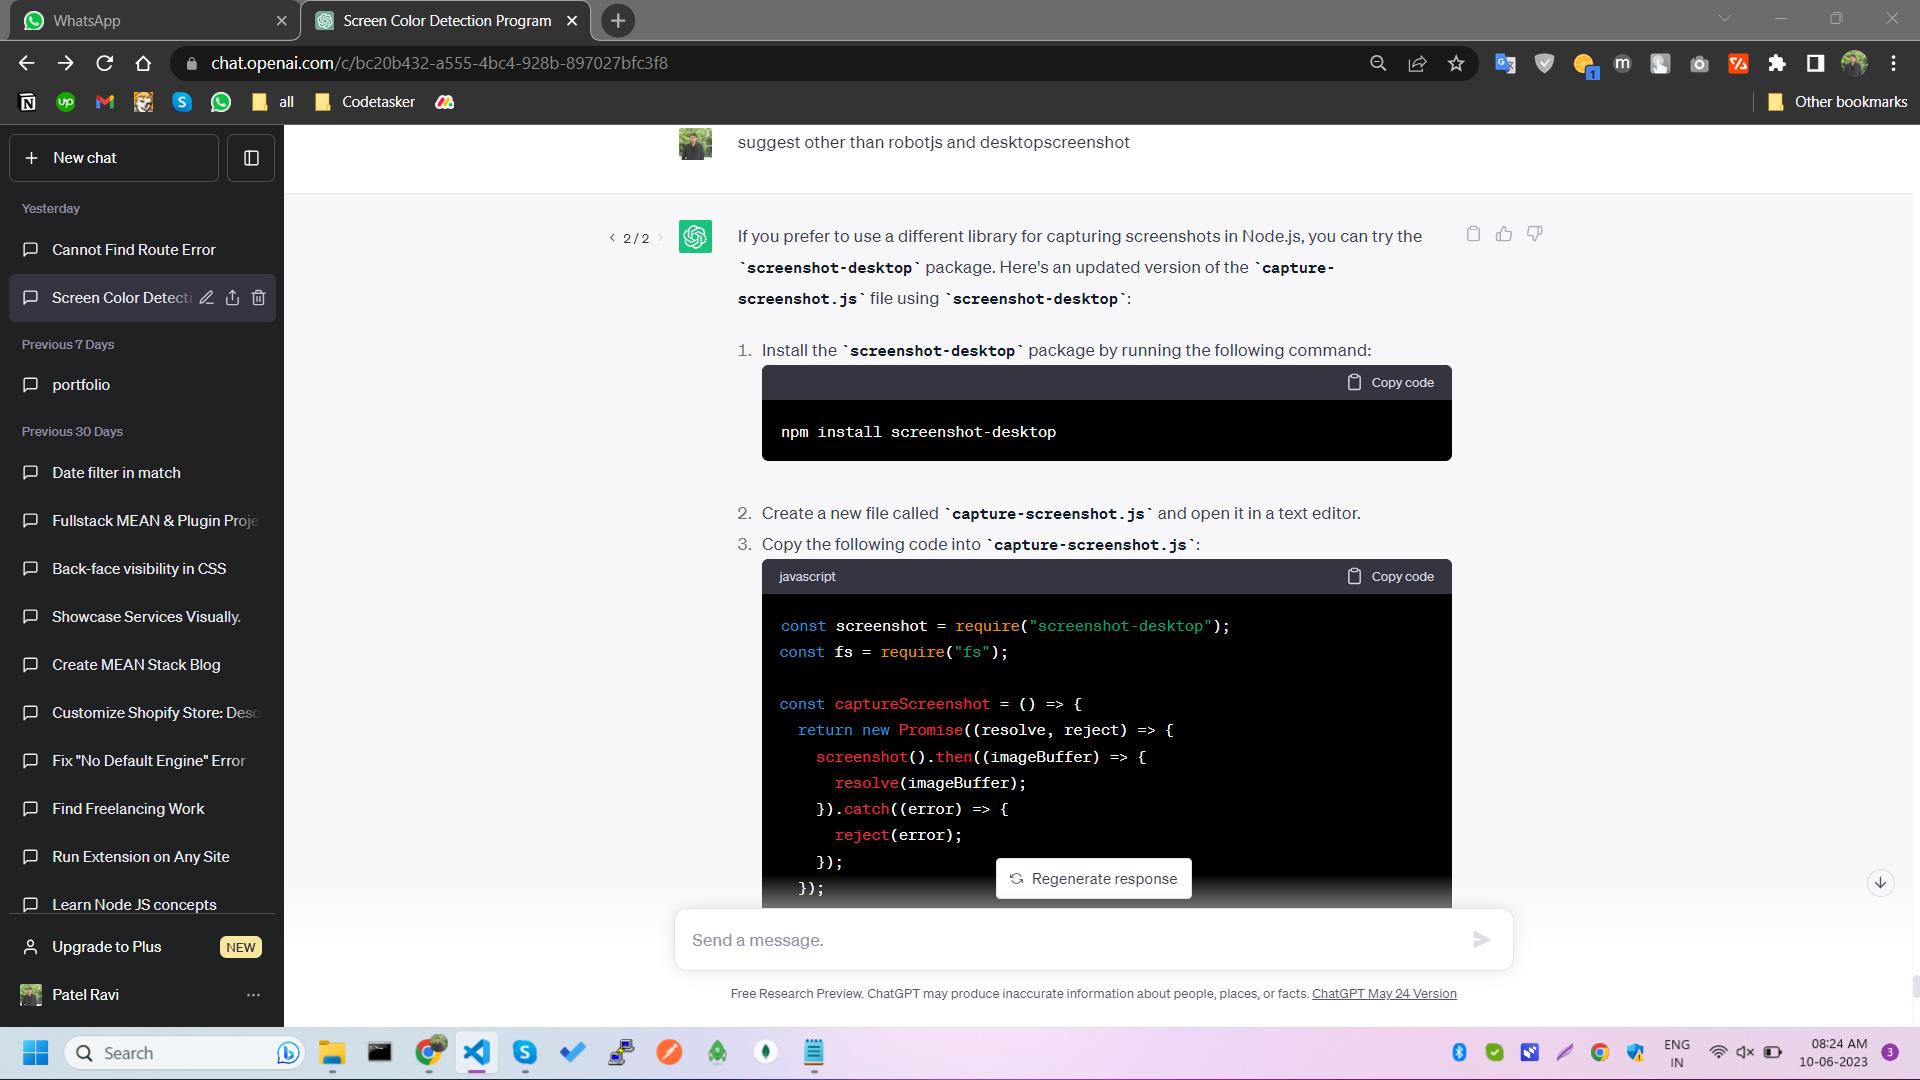 WhatsApp
Screen Color Detection Program
chat.openai.com/c/bc20b432-a555-4bc4-928b-897027bfc3f8
1
m
N
up
S
all
Codetasker
Other bookmarks
New chat
Yesterday
Cannot Find Route Error
Screen Color Detecti
Previous 7 Days
portfolio
Previous 30 Days
Date filter in match
Fullstack MEAN & Plugin Proje
Back-face visibility in CSS
Showcase Services Visually.
Create MEAN Stack Blog
Customize Shopify Store: Desc
Fix "No Default Engine" Error
Find Freelancing Work
Run Extension on Any Site
Learn Node JS concepts
Upgrade to Plus
NEW
Patel Ravi
suggest other than robotjs and desktopscreenshot
< 2 / 2 >
If you prefer to use a different library for capturing screenshots in Node.js, you can try the
`screenshot-desktop` package. Here's an updated version of the `capture-
screenshot.js` file using `screenshot-desktop`:
1. Install the `screenshot-desktop` package by running the following command:
Copy code
npm install screenshot-desktop
2. Create a new file called `capture-screenshot.js` and open it in a text editor.
3. Copy the following code into `capture-screenshot.js`:
javascript
Copy code
const screenshot = require("screenshot-desktop");
const fs = require("fs");
const captureScreenshot = () => {
return new Promise((resolve, reject) => {
screenshot().then((imageBuffer) => {
resolve(imageBuffer);
}).catch((error) => {
reject(error);
});
});
Regenerate response
Send a message.
Free Research Preview. ChatGPT may produce inaccurate information about people, places, or facts. ChatGPT May 24 Version
Search
ENG
IN
08:24 AM
10-06-2023
3